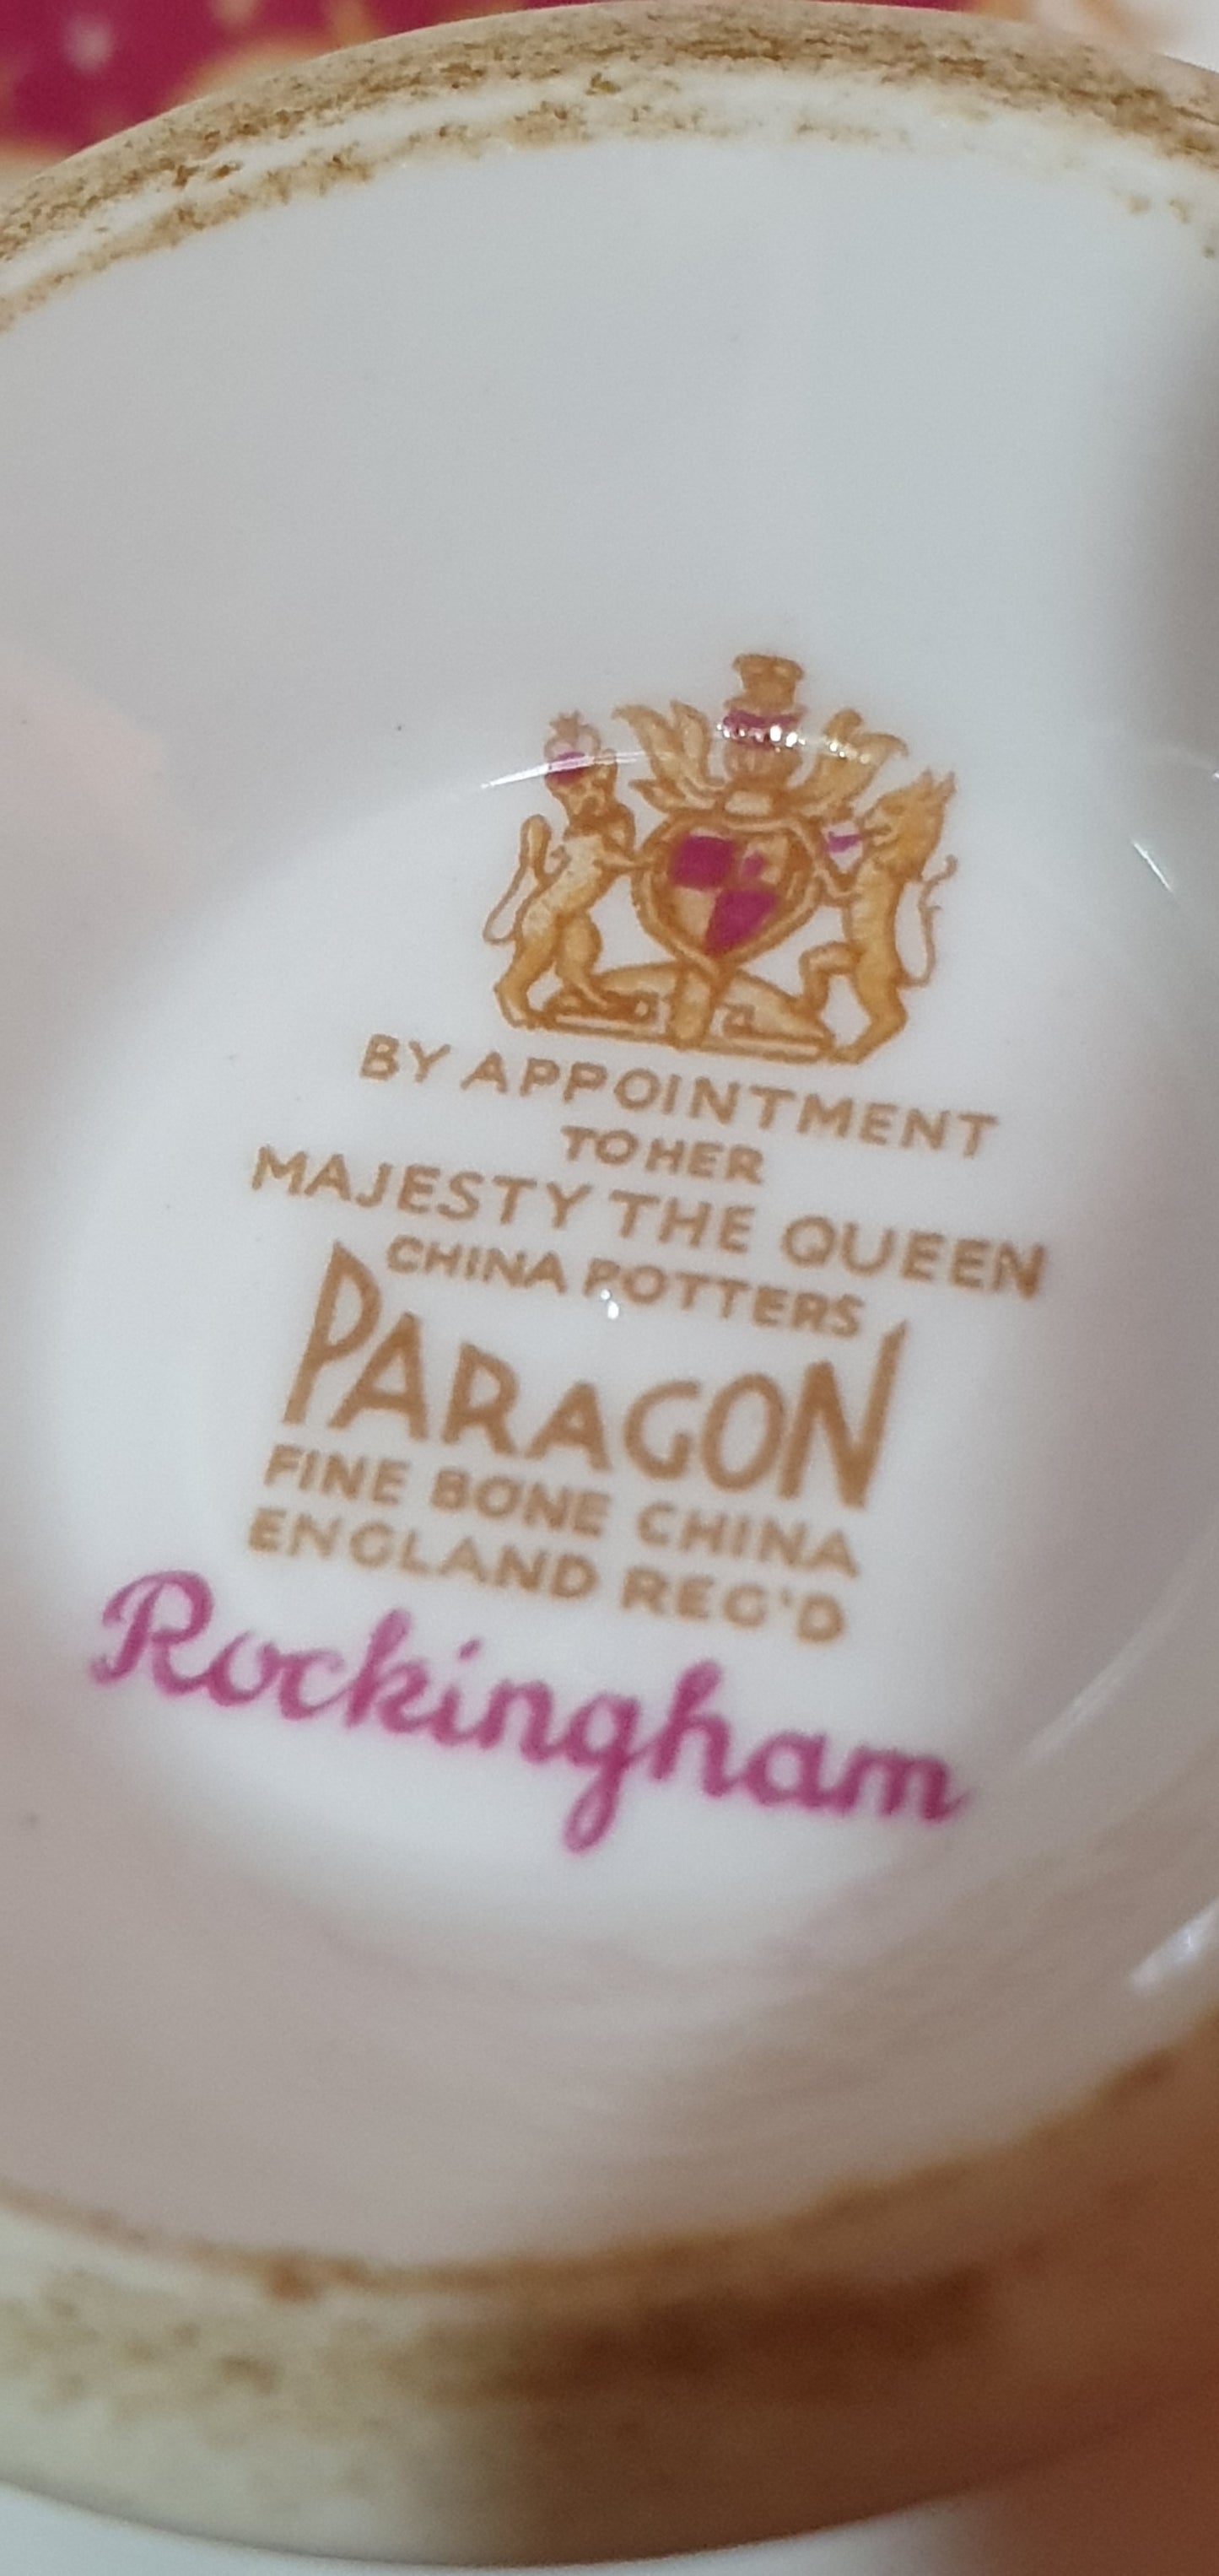 BY APPOINTMENT
TO HER
MAJESTY THE QUEEN
CHINA POTTERS
PARAGON
FINE BONE CHINA
ENGLAND REG'D
Rockingham